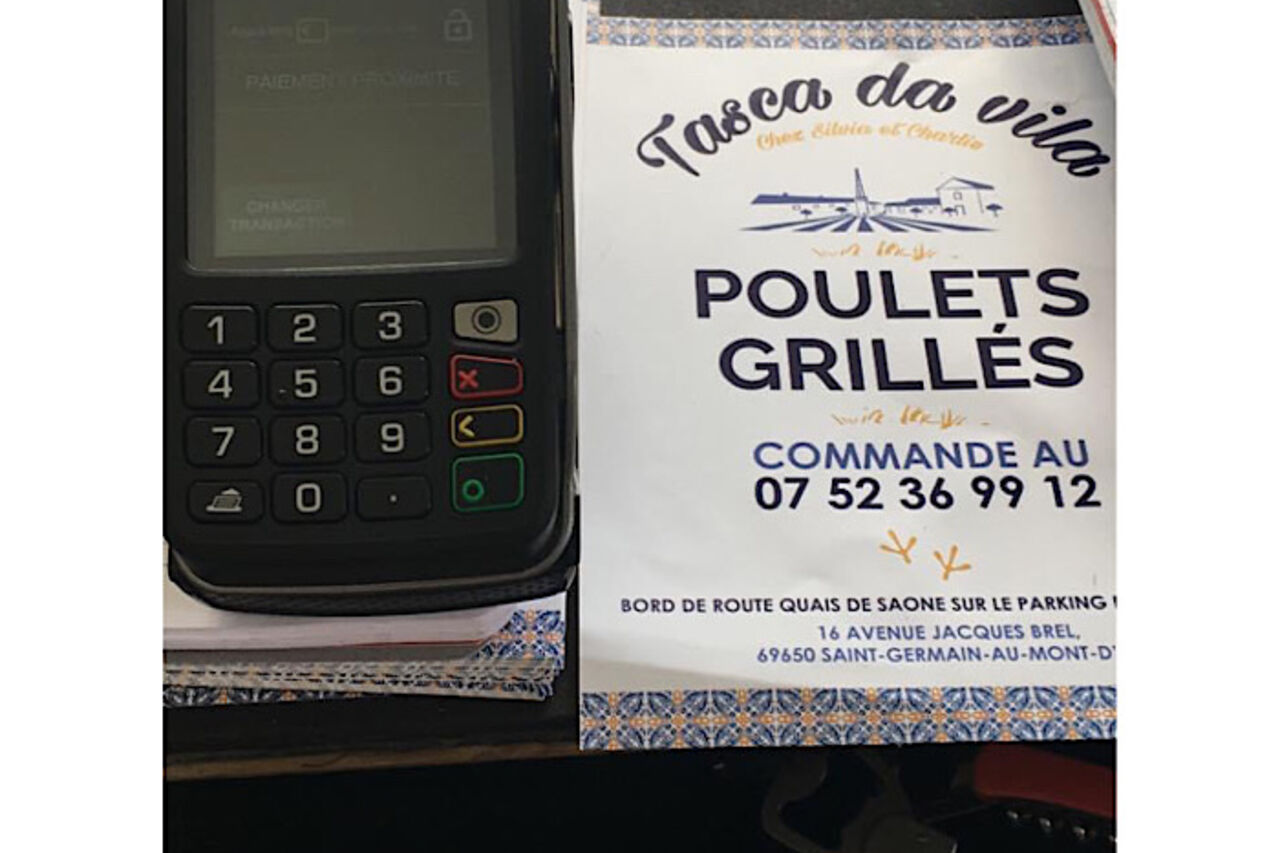 PAIEMENT PROXIMITE
CHANGER
TRANSACTION
1 2 3
4 5 6
7 8 9
0 .
Tasca da vila
Chez Silvia et Charlie
POULETS
GRILLÉS
COMMANDE AU
07 52 36 99 12
BORD DE ROUTE QUAIS DE SAONE SUR LE PARKING
16 AVENUE JACQUES BREL,
69650 SAINT-GERMAIN-AU-MONT-D'